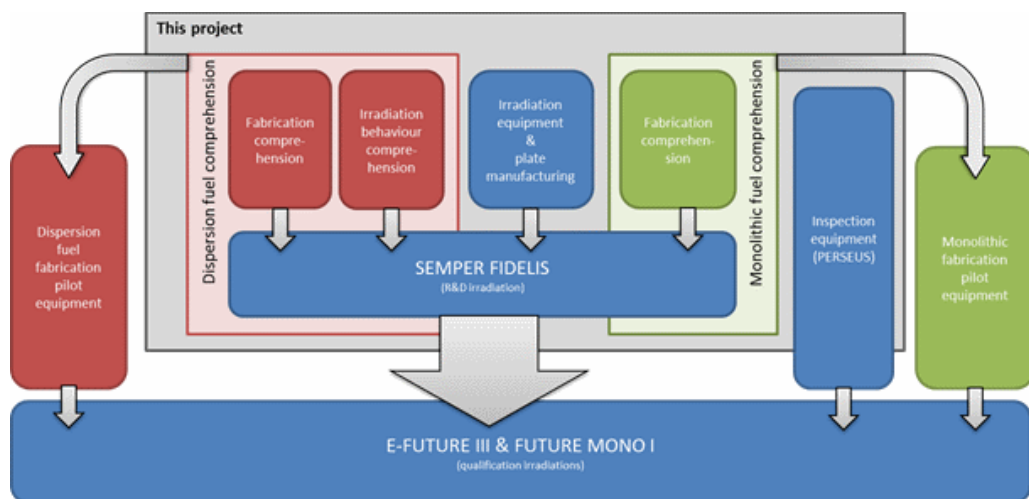 This project
Dispersion fuel comprehension
Fabrication
compre-
hension
Irradiation
behaviour
compre-
hension
Irradiation
equipment
&
plate
manufacturing
Fabrication
comprehen-
sion
Monolithic fuel comprehension
Dispersion
fuel
fabrication
pilot
equipment
Inspection
equipment
(PERSEUS)
Monolithic
fabrication
pilot
equipment
SEMPER FIDELIS
(R&D irradiation)
E-FUTURE III & FUTURE MONO I
(qualification irradiations)